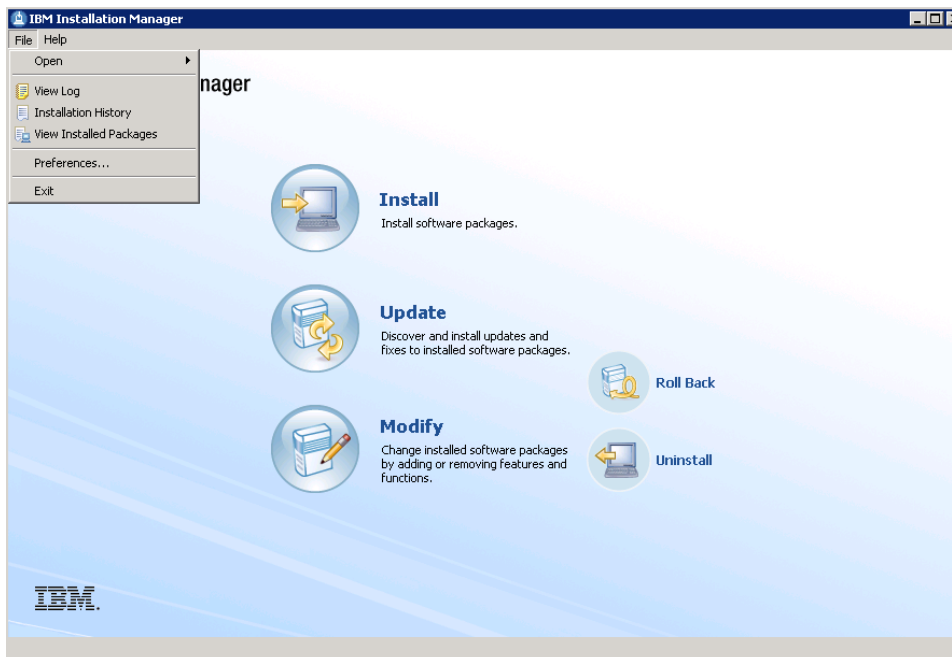 IBM Installation Manager
File Help
Open
nager
View Log
Installation History
View Installed Packages
Preferences...
Exit
Install
Install software packages.
Update
Discover and install updates and
fixes to installed software packages.
Roll Back
Modify
Change installed software packages
by adding or removing features and
functions.
Uninstall
IBM.